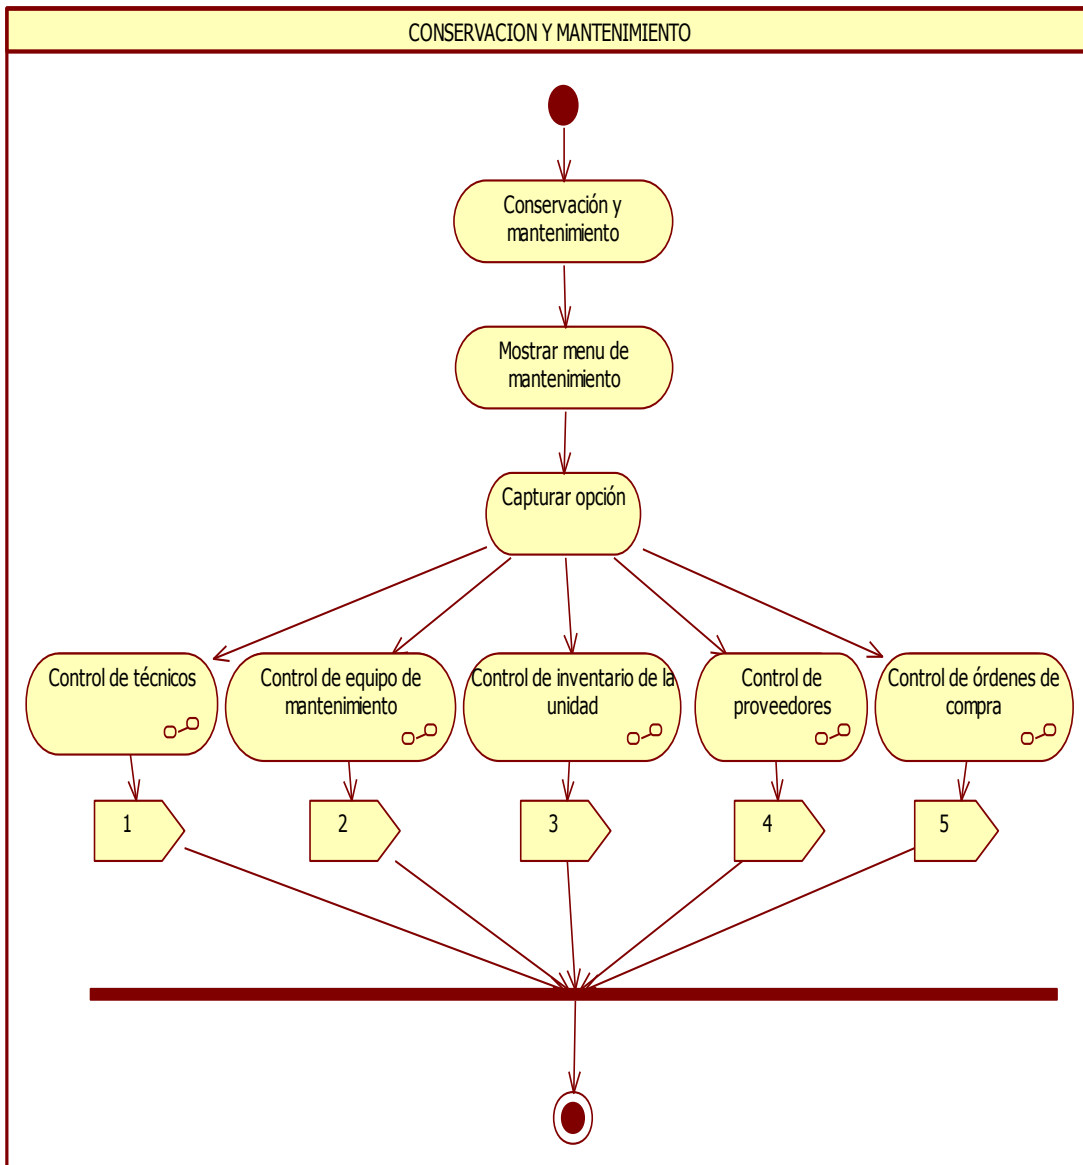 CONSERVACION Y MANTENIMIENTO
Conservación y
mantenimiento
Mostrar menu de
mantenimiento
Capturar opción
Control de técnicos
Control de equipo de
mantenimiento
Control de inventario de la
unidad
Control de
proveedores
Control de órdenes de
compra
1
2
3
4
5